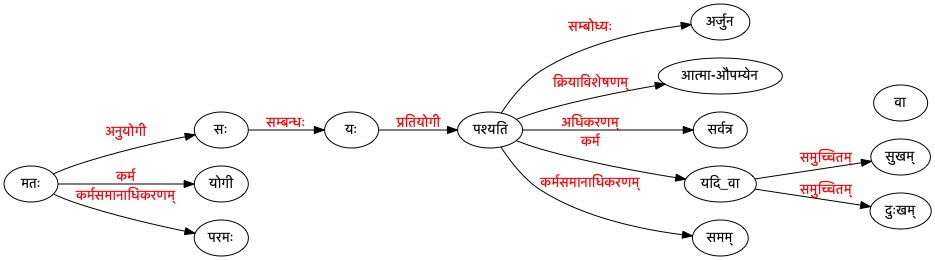 अर्जुन
सम्बोध्यः
आत्मा-औपम्येन
क्रियाविशेषणम्
वा
अनुयोगी
सः
सम्बन्धः
यः
प्रतियोगी
पश्यति
अधिकरणम्
सर्वत्र
कर्म
समुच्चितम्
सुखम्
मतः
कर्म
योगी
यदि_वा
कर्मसमानाधिकरणम्
कर्मसमानाधिकरणम्
समुच्चितम्
दुःखम्
परमः
समम्